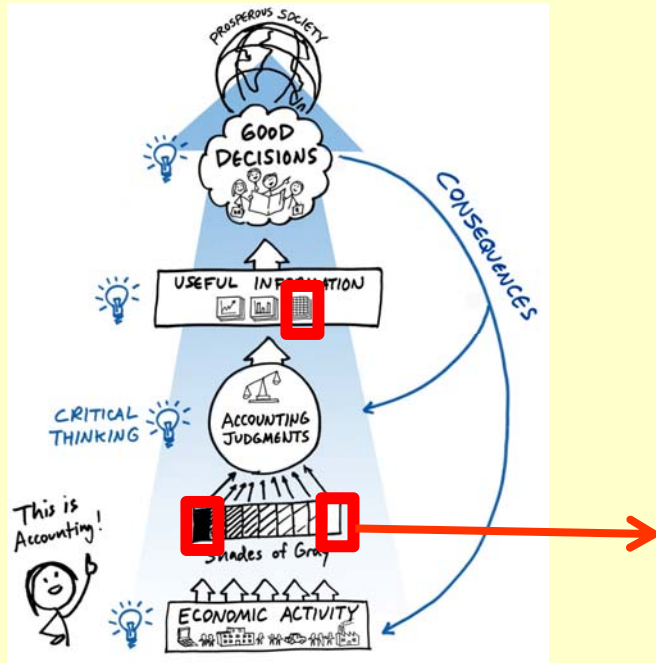 PROSPEROUS SOCIETY
GOOD
DECISIONS
CONSEQUENCES
USEFUL INFORMATION
CRITICAL
THINKING
ACCOUNTING
JUDGMENTS
This is
Accounting!
Shades of Gray
ECONOMIC ACTIVITY